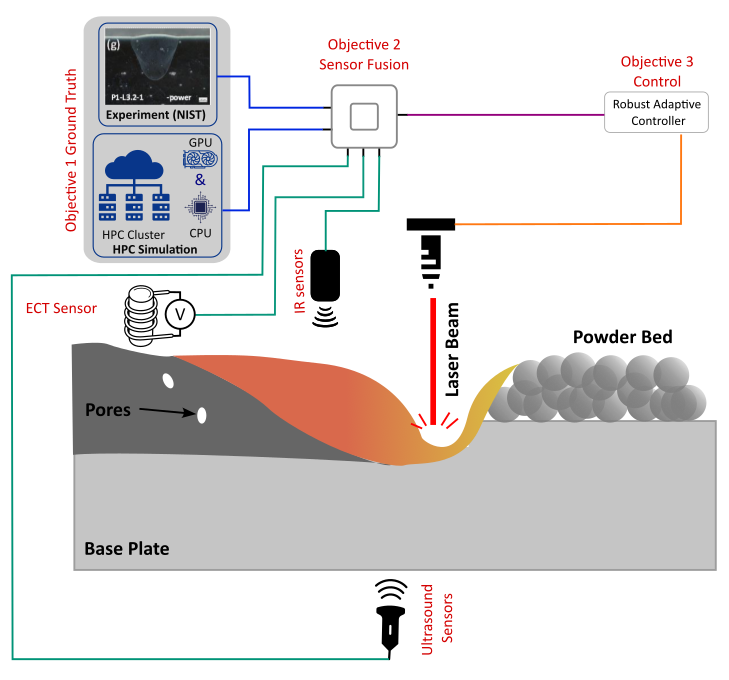 Objective 1 Ground Truth
(g)
P1-L3.2-1
-power
Experiment (NIST)
GPU
&
CPU
HPC Cluster
HPC Simulation
Objective 2
Sensor Fusion
Objective 3
Control
Robust Adaptive
Controller
ECT Sensor
V
IR sensors
Laser Beam
Powder Bed
Pores
Base Plate
Ultrasound
Sensors